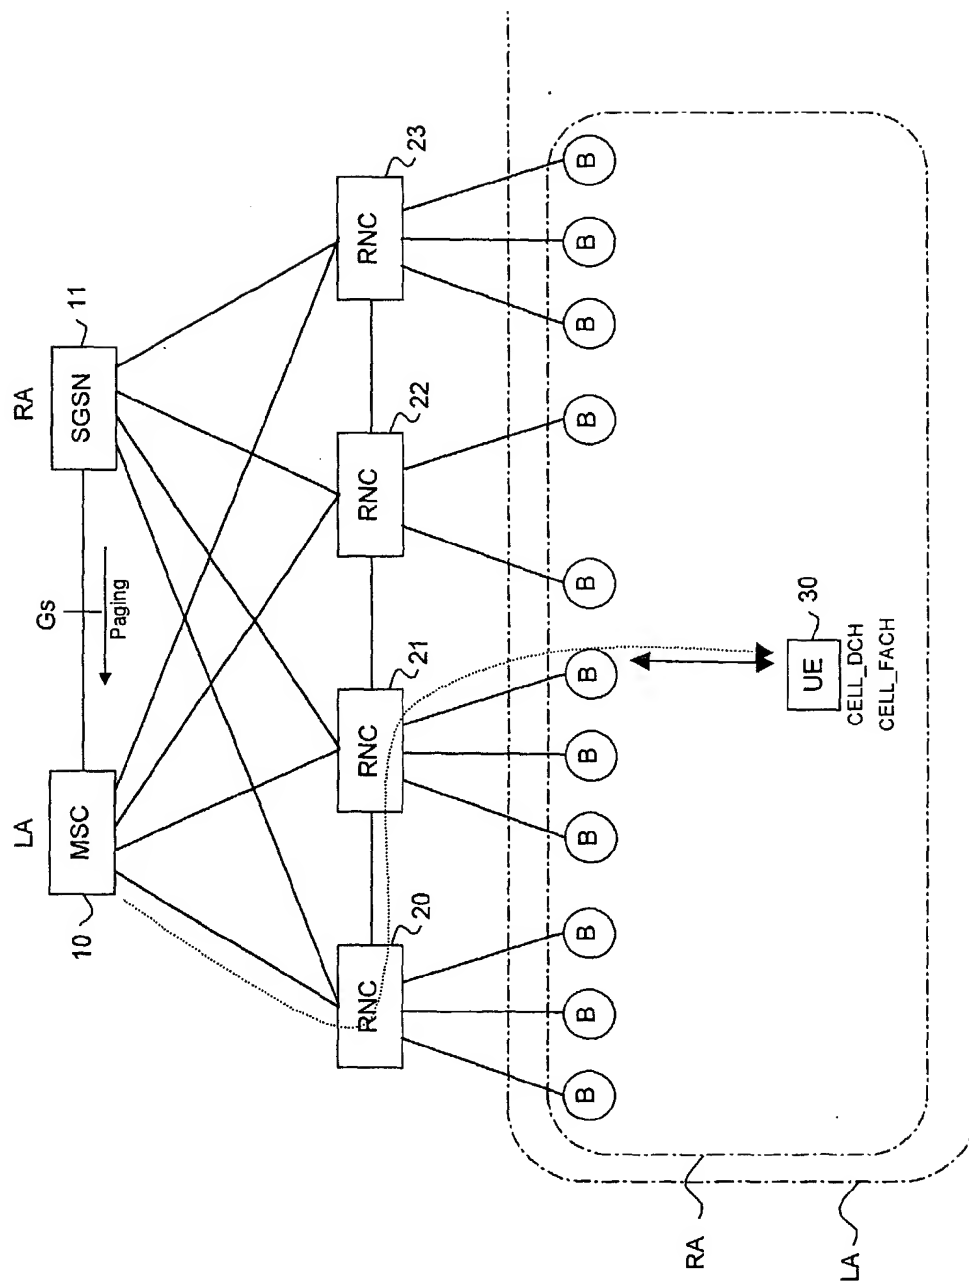 LA
RA
10
MSC
Gs
Paging
SGSN
11
RNC
20
RNC
21
RNC
22
RNC
23
B
B
B
B
B
B
B
B
B
B
B
UE
30
CELL_DCH
CELL_FACH
RA
LA